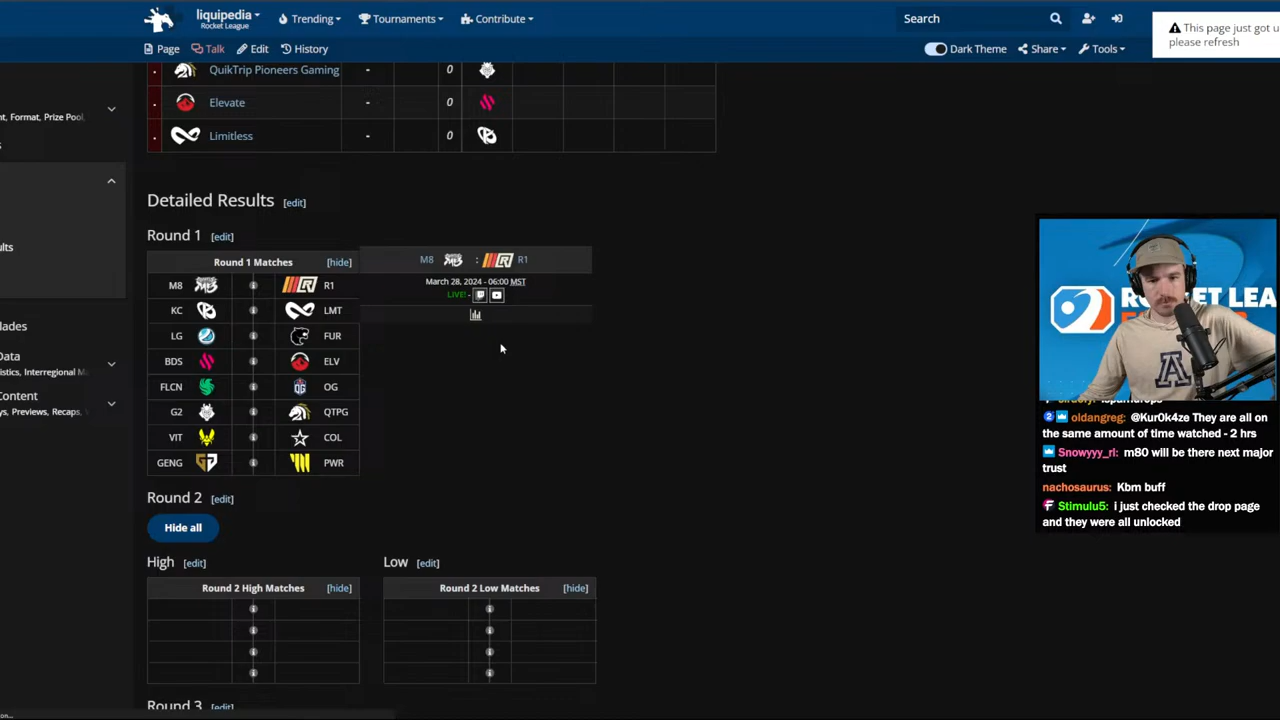 liquipedia
Rocket League
Trending
Tournaments
Contribute
Search
This page just got u
please refresh
Page
Talk
Edit
History
Dark Theme
Share
Tools
. QuikTrip Pioneers Gaming - 0
. Elevate - 0
. Limitless - 0
nt, Format, Prize Pool,
s
ults
lades
Data
tistics, Interregional M
Content
ys, Previews, Recaps,
Detailed Results [edit]
Round 1 [edit]
Round 1 Matches [hide]
M8 R1
KC LMT
LG FUR
BDS ELV
FLCN OG
G2 QTPG
VIT COL
GENG PWR
M8 : R1
March 28, 2024 - 06:00 MST
LIVE! -
Round 2 [edit]
Hide all
High [edit]
Low [edit]
Round 2 High Matches [hide]
Round 2 Low Matches [hide]
Round 3 [edit]
ROCKET LEA
oldangreg: @Kur0k4ze They are all on
the same amount of time watched - 2 hrs
Snowyyy_rl: m80 will be there next major
trust
nachosaurus: Kbm buff
Stimulu5: i just checked the drop page
and they were all unlocked